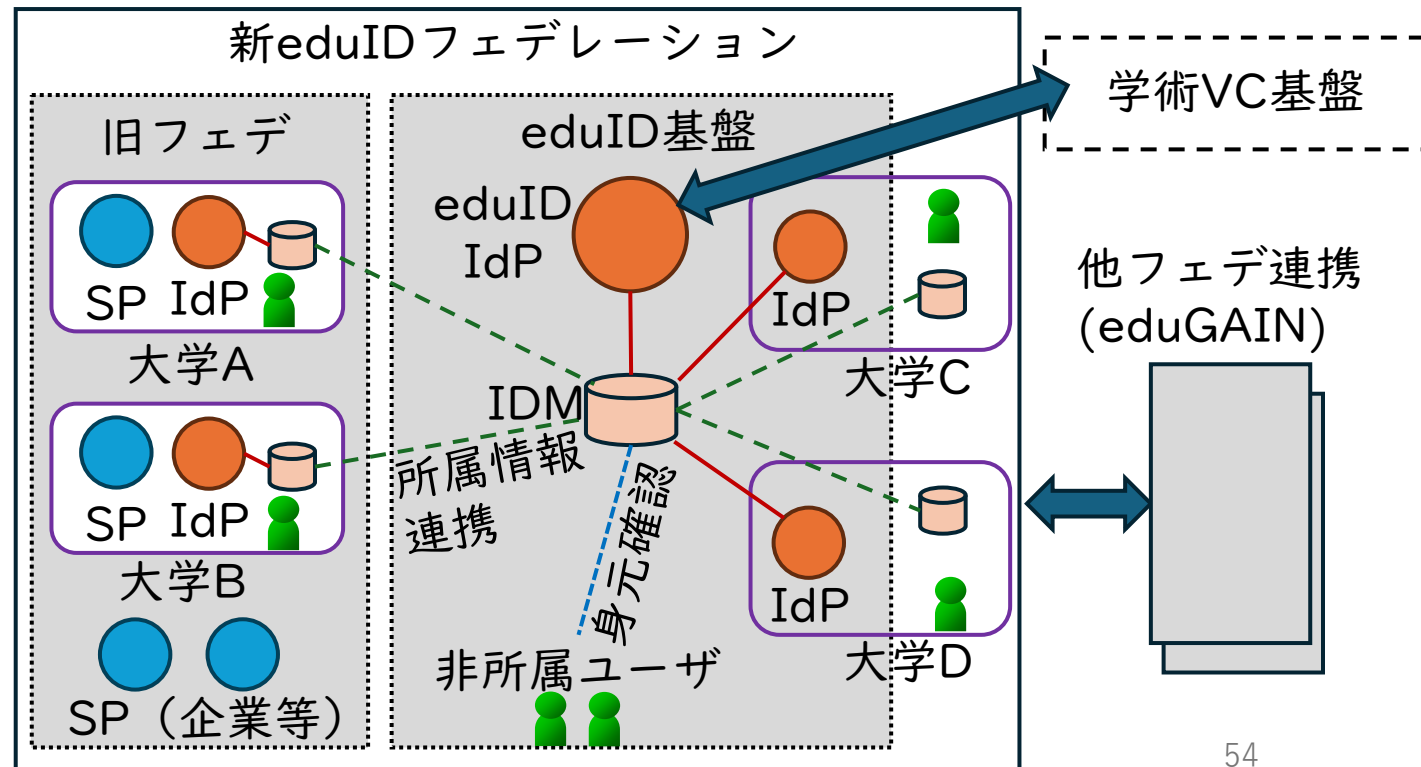 新eduIDフェデレーション
学術VC基盤
旧フェデ
SP
IdP
大学A
SP
IdP
大学B
SP（企業等）
eduID基盤
eduID
IdP
IDM
所属情報
連携
身元確認
非所属ユーザ
IdP
大学C
IdP
大学D
他フェデ連携
(eduGAIN)
54